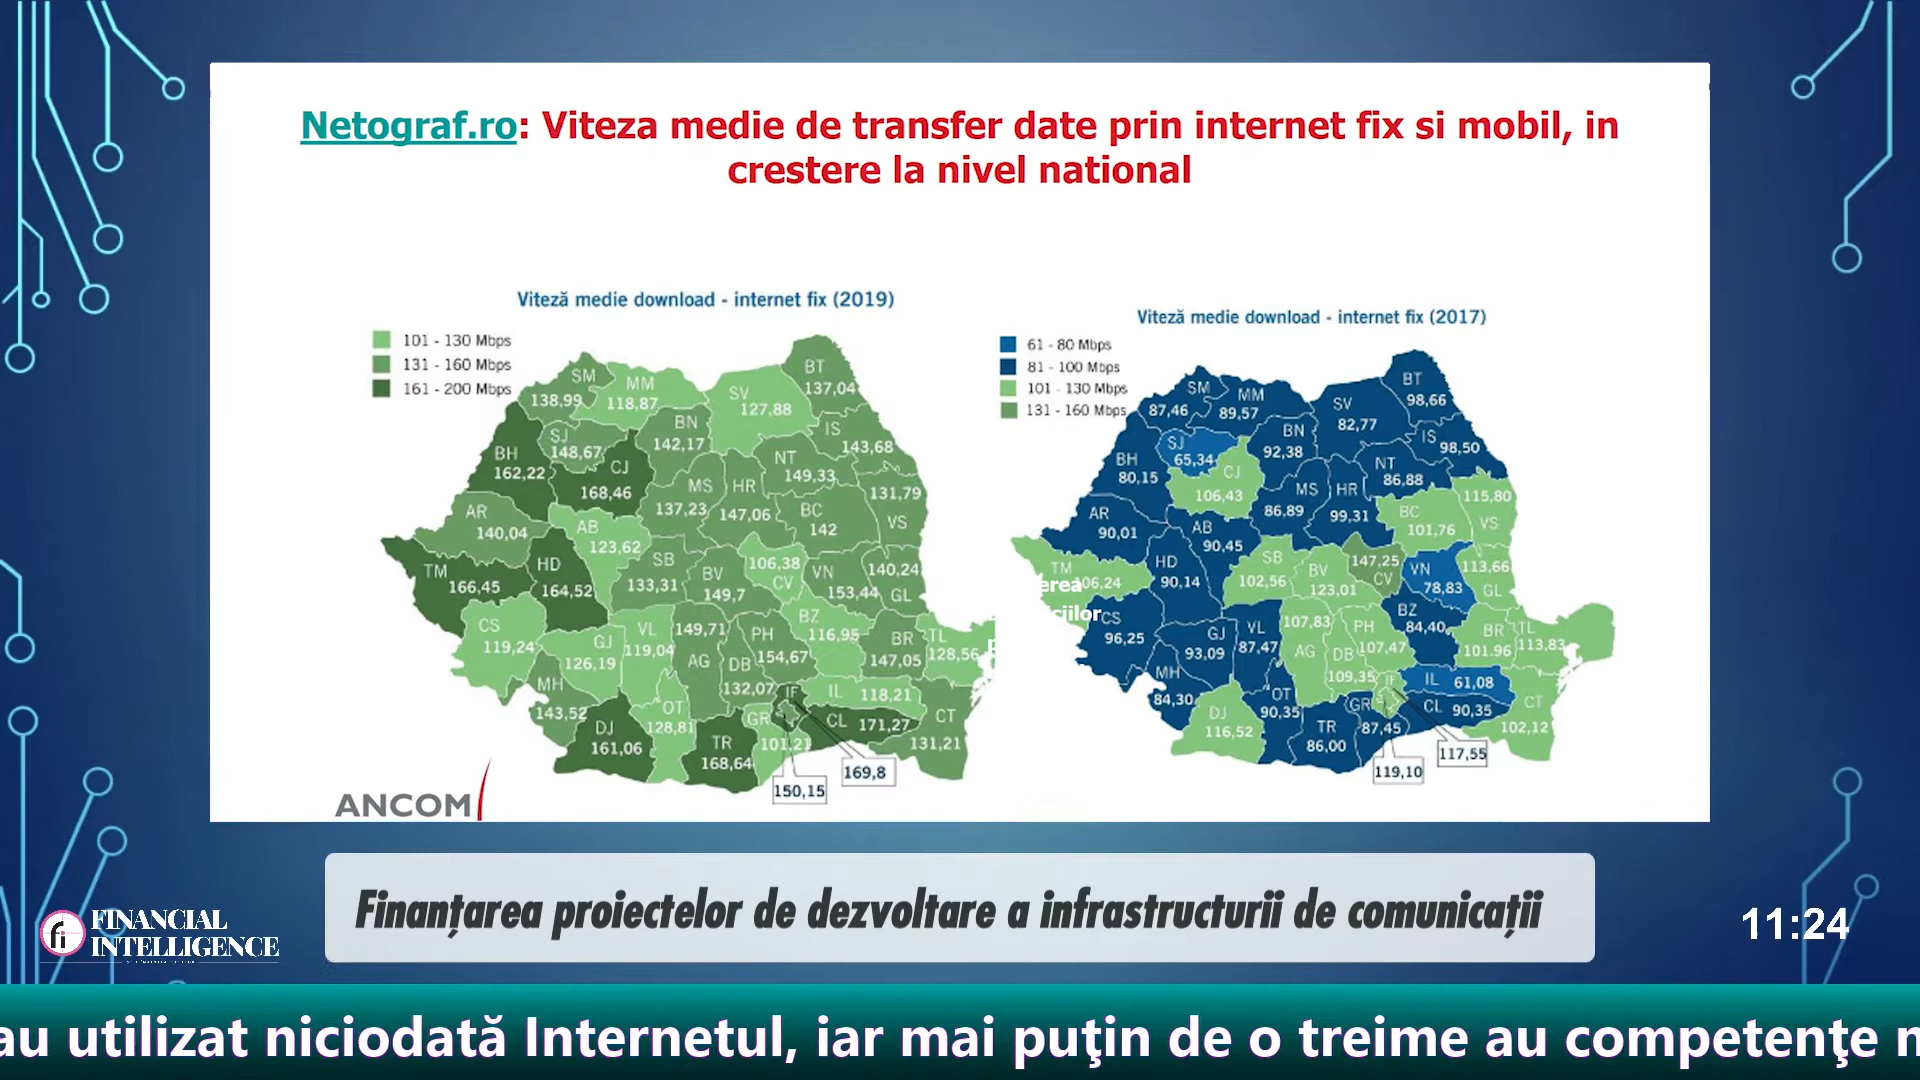 Netograf.ro: Viteza medie de transfer date prin internet fix si mobil, in
crestere la nivel national
Viteză medie download - internet fix (2019)
101 - 130 Mbps
131 - 160 Mbps
161 - 200 Mbps
SM
138,99
MM
118,87
SV
127,88
BT
137,04
BH
162,22
SJ
148,67
CJ
168,46
BN
142,17
IS
143,68
NT
149,33
MS
137,23
HR
147,06
BC
142
131,79
VS
AR
140,04
AB
123,62
TM
166,45
HD
164,52
SB
133,31
BV
149,7
106,38
CV
VN
153,44
140,24
GL
CS
119,24
GJ
126,19
VL
119,04
149,71
AG
PH
154,67
DB
132,07
BZ
116,95
BR
147,05
TL
128,56
MH
143,52
DJ
161,06
OT
128,81
TR
168,64
GR
101,21
IF
IL
118,21
CL
171,27
CT
131,21
150,15
169,8
ANCOM
Viteză medie download - internet fix (2017)
61 - 80 Mbps
81 - 100 Mbps
101 - 130 Mbps
131 - 160 Mbps
SM
87,46
MM
89,57
SV
82,77
BT
98,66
BH
80,15
SJ
65,34
CJ
106,43
BN
92,38
IS
98,50
NT
86,88
MS
86,89
HR
99,31
BC
101,76
115,80
VS
AR
90,01
AB
90,45
TM
06,24
HD
90,14
SB
102,56
BV
123,01
147,25
CV
VN
78,83
113,66
GL
CS
96,25
GJ
93,09
VL
87,47
107,83
AG
PH
107,47
DB
109,35
BZ
84,40
BR
101,96
TL
113,83
MH
84,30
DJ
116,52
OT
90,35
TR
86,00
GR
87,45
IF
IL
61,08
CL
90,35
CT
102,12
119,10
117,55
Finanțarea proiectelor de dezvoltare a infrastructurii de comunicații
fi FINANCIAL
INTELLIGENCE
11:24
au utilizat niciodată Internetul, iar mai puţin de o treime au competenţe